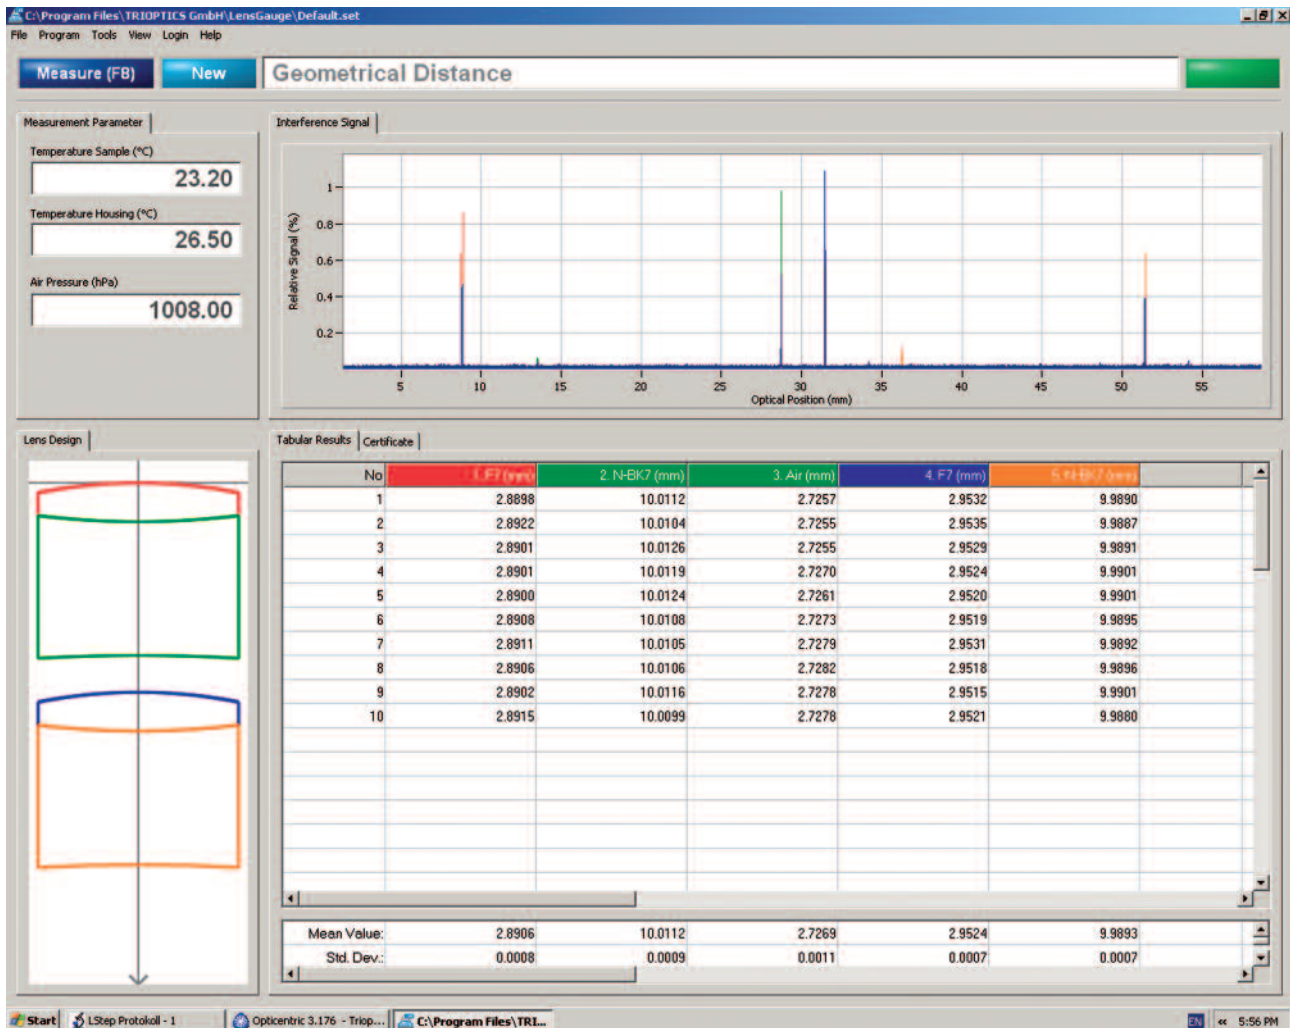 C:\Program Files\TRIOPTICS GmbH\LensGauge\Default.set
File Program Tools View Login Help
Measure (F8) New Geometrical Distance
Measurement Parameter
Temperature Sample (°C)
23.20
Temperature Housing (°C)
26.50
Air Pressure (hPa)
1008.00
Interference Signal
Relative Signal (%)
1
0.8
0.6
0.4
0.2
5 10 15 20 25 30 35 40 45 50 55
Optical Position (mm)
Lens Design
Tabular Results Certificate
No 1. F7 (mm) 2. N-BK7 (mm) 3. Air (mm) 4. F7 (mm) 5. N-BK7 (mm)
1 2.8898 10.0112 2.7257 2.9532 9.9890
2 2.8922 10.0104 2.7255 2.9535 9.9887
3 2.8901 10.0126 2.7255 2.9529 9.9891
4 2.8901 10.0119 2.7270 2.9524 9.9901
5 2.8900 10.0124 2.7261 2.9520 9.9901
6 2.8908 10.0108 2.7273 2.9519 9.9895
7 2.8911 10.0105 2.7279 2.9531 9.9892
8 2.8906 10.0106 2.7282 2.9518 9.9896
9 2.8902 10.0116 2.7278 2.9515 9.9901
10 2.8915 10.0099 2.7278 2.9521 9.9880
Mean Value: 2.8906 10.0112 2.7269 2.9524 9.9893
Std. Dev.: 0.0008 0.0009 0.0011 0.0007 0.0007
Start LStep Protokoll - 1 Opticentric 3.176 - Triop... C:\Program Files\TRI... EN « 5:56 PM